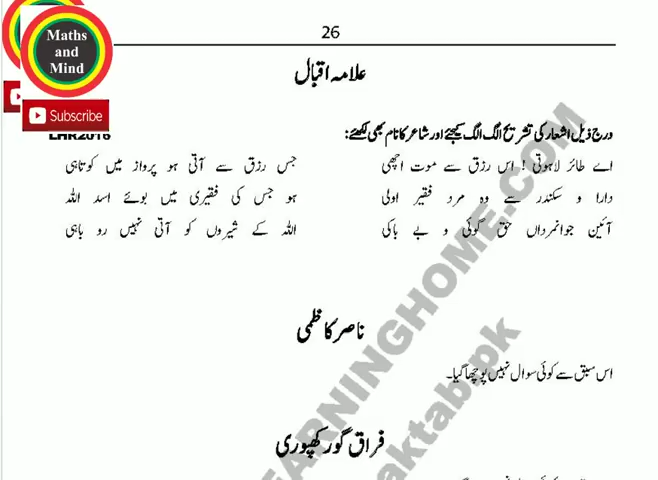 Maths
and
Mind
Subscribe
26
علامہ اقبال
درج ذیل اشعار کی تشریح الگ الگ کیجئے اور شاعر کا نام بھی لکھئے:
LHR2016
اے طائر لاہوتی ! اس رزق سے موت اچھی جس رزق سے آتی ہو پرواز میں کوتاہی
دارا و سکندر سے وہ مرد فقیر اولی ہو جس کی فقیری میں بوئے اسد اللہ
آئین جوانمرداں حق گوئی و بے باکی اللہ کے شیروں کو آتی نہیں روباہی
ناصر کاظمی
اس سبق سے کوئی سوال نہیں پوچھا گیا۔
فراق گورکھپوری
EARNINGHOME.COM
aktab.pk